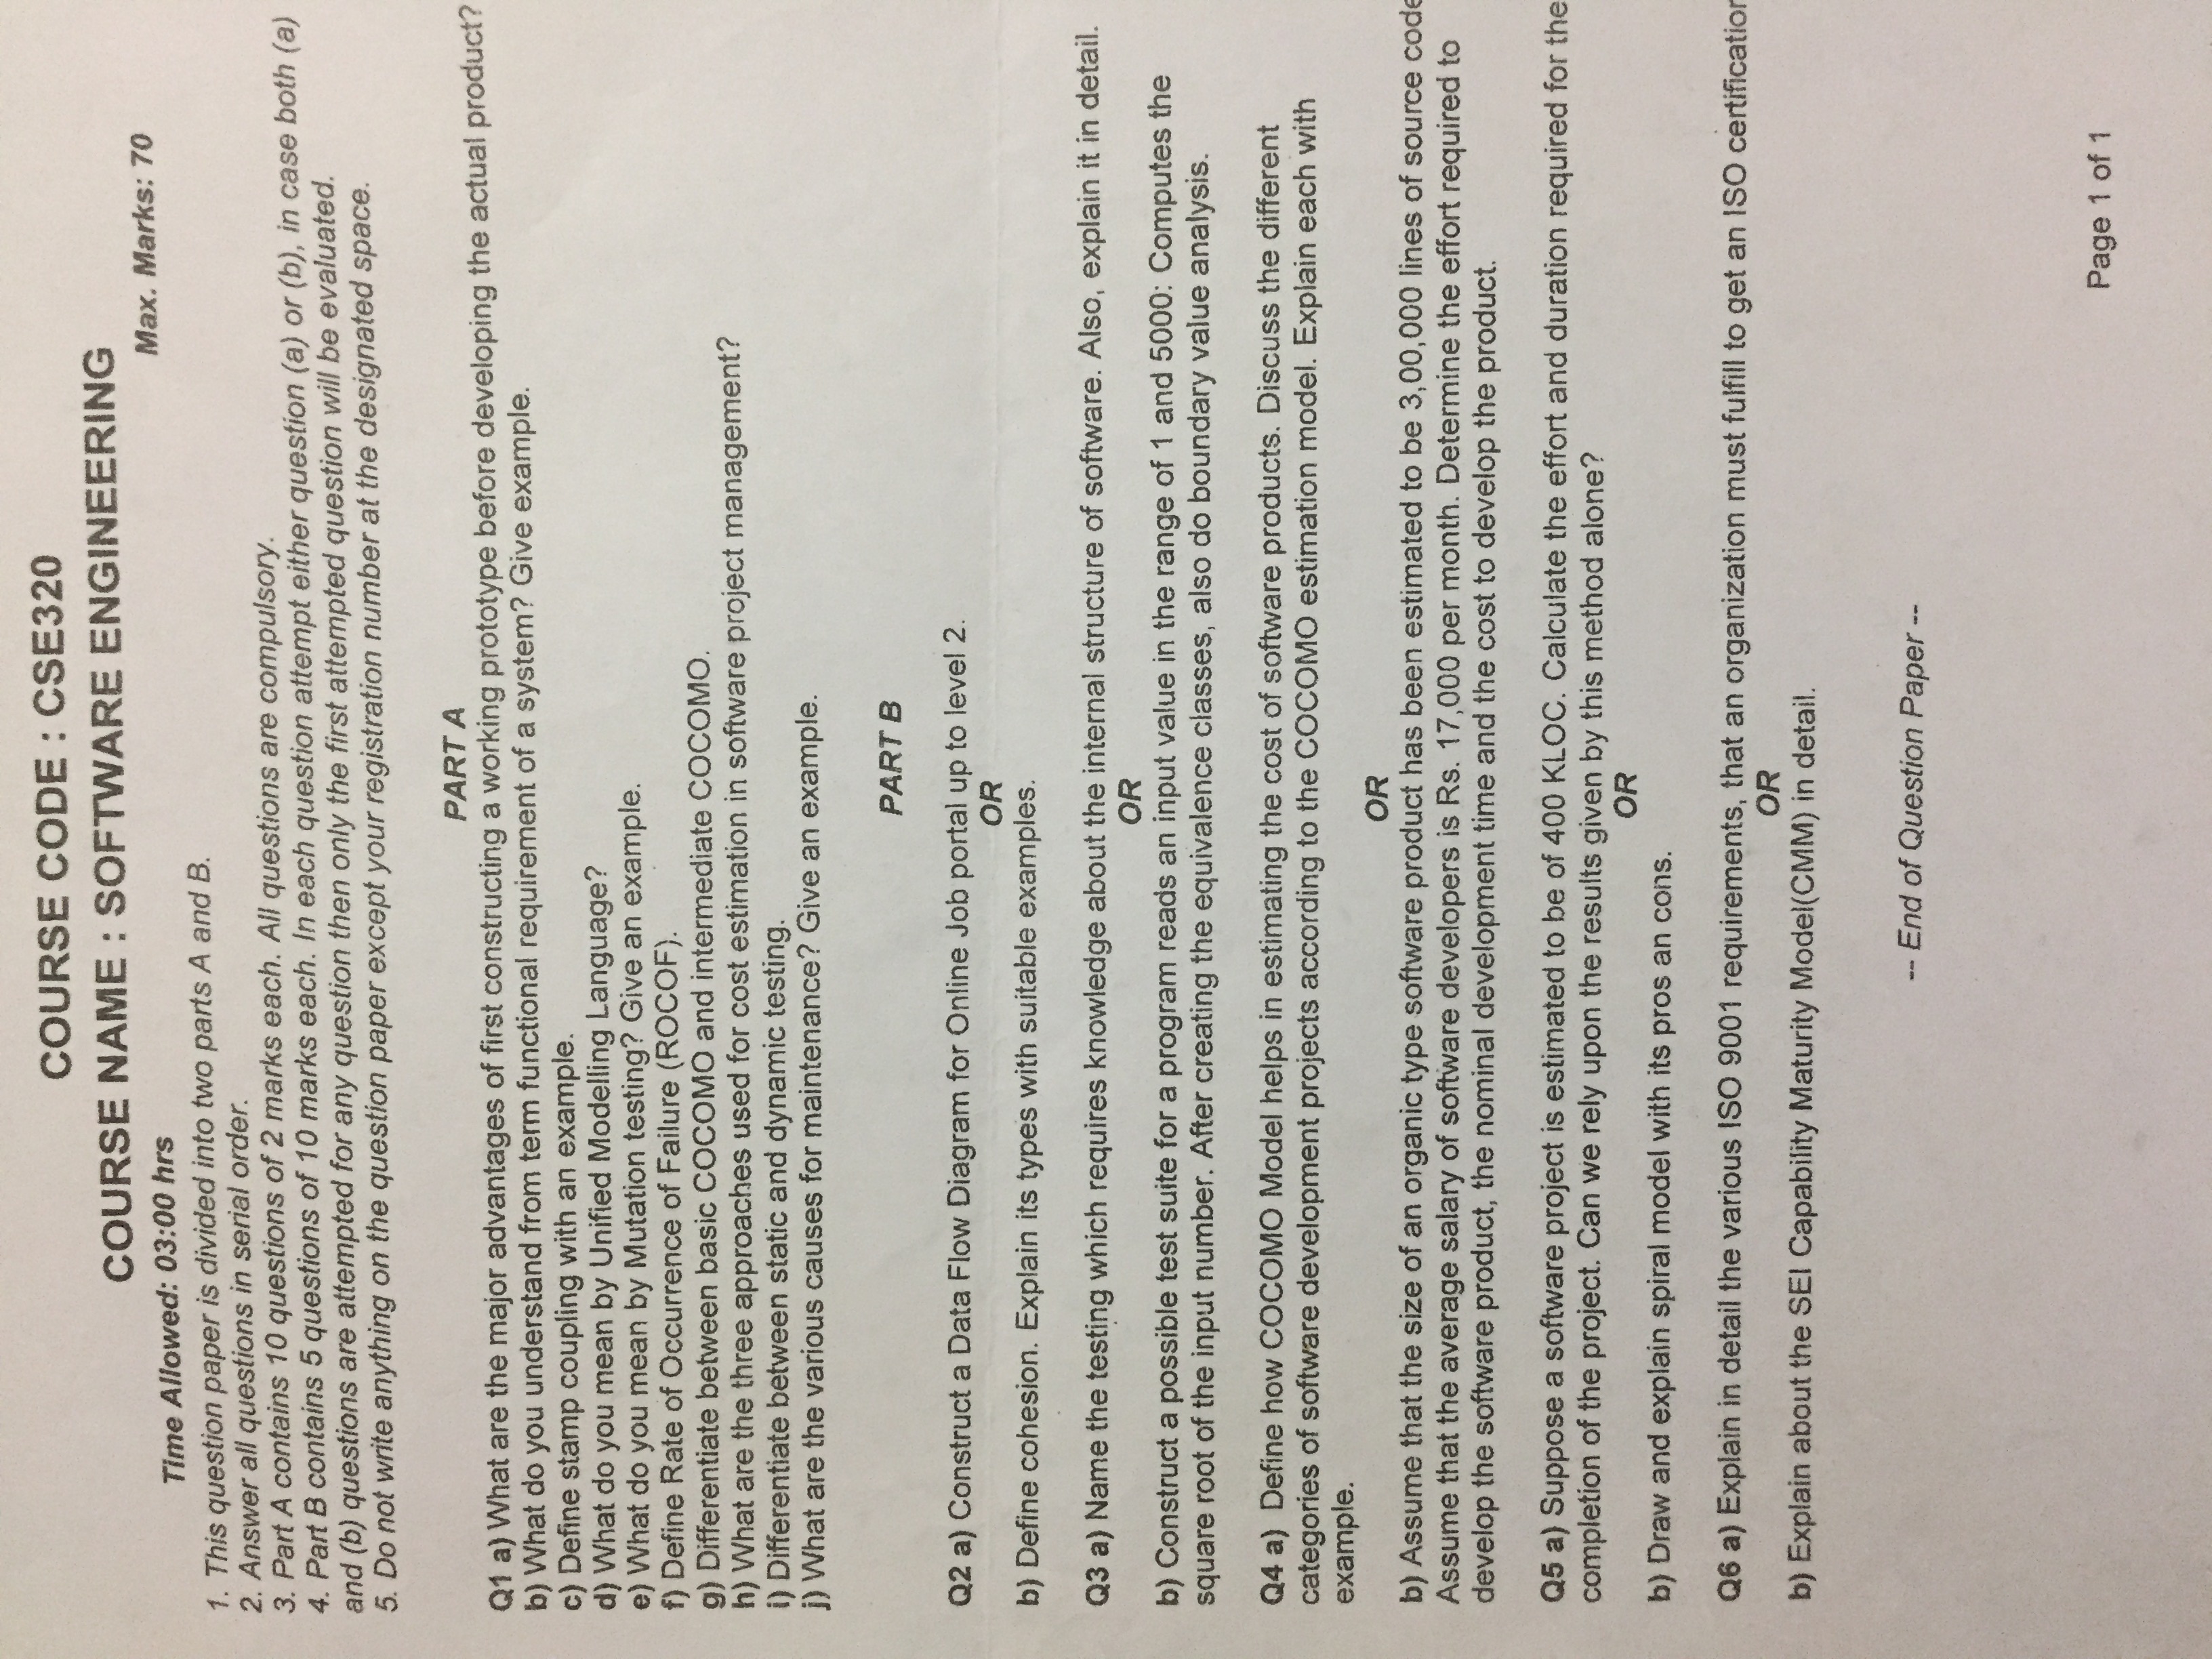 COURSE CODE : CSE320
COURSE NAME : SOFTWARE ENGINEERING
Time Allowed: 03:00 hrs
Max. Marks: 70
1. This question paper is divided into two parts A and B.
2. Answer all questions in serial order.
3. Part A contains 10 questions of 2 marks each. All questions are compulsory.
4. Part B contains 5 questions of 10 marks each. In each question attempt either question (a) or (b), in case both (a)
and (b) questions are attempted for any question then only the first attempted question will be evaluated.
5. Do not write anything on the question paper except your registration number at the designated space.
PART A
Q1 a) What are the major advantages of first constructing a working prototype before developing the actual product?
b) What do you understand from term functional requirement of a system? Give example.
c) Define stamp coupling with an example.
d) What do you mean by Unified Modelling Language?
e) What do you mean by Mutation testing? Give an example.
f) Define Rate of Occurrence of Failure (ROCOF).
g) Differentiate between basic COCOMO and intermediate COCOMO.
h) What are the three approaches used for cost estimation in software project management?
i) Differentiate between static and dynamic testing.
j) What are the various causes for maintenance? Give an example.
PART B
Q2 a) Construct a Data Flow Diagram for Online Job portal up to level 2.
OR
b) Define cohesion. Explain its types with suitable examples.
Q3 a) Name the testing which requires knowledge about the internal structure of software. Also, explain it in detail.
OR
b) Construct a possible test suite for a program reads an input value in the range of 1 and 5000: Computes the
square root of the input number. After creating the equivalence classes, also do boundary value analysis.
Q4 a) Define how COCOMO Model helps in estimating the cost of software products. Discuss the different
categories of software development projects according to the COCOMO estimation model. Explain each with
example.
OR
b) Assume that the size of an organic type software product has been estimated to be 3,00,000 lines of source code
Assume that the average salary of software developers is Rs. 17,000 per month. Determine the effort required to
develop the software product, the nominal development time and the cost to develop the product.
Q5 a) Suppose a software project is estimated to be of 400 KLOC. Calculate the effort and duration required for the
completion of the project. Can we rely upon the results given by this method alone?
OR
b) Draw and explain spiral model with its pros an cons.
Q6 a) Explain in detail the various ISO 9001 requirements, that an organization must fulfill to get an ISO certification
OR
b) Explain about the SEI Capability Maturity Model(CMM) in detail.
-- End of Question Paper --
Page 1 of 1